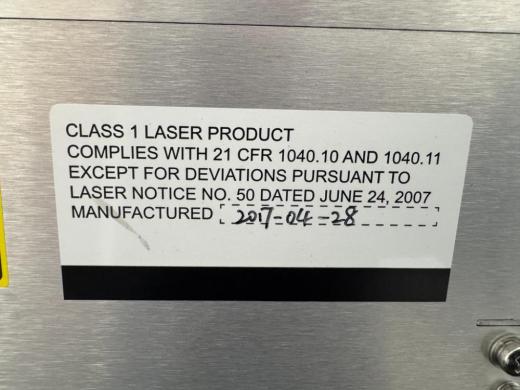 CLASS 1 LASER PRODUCT
COMPLIES WITH 21 CFR 1040.10 AND 1040.11
EXCEPT FOR DEVIATIONS PURSUANT TO
LASER NOTICE NO. 50 DATED JUNE 24, 2007
MANUFACTURED 2017-04-28